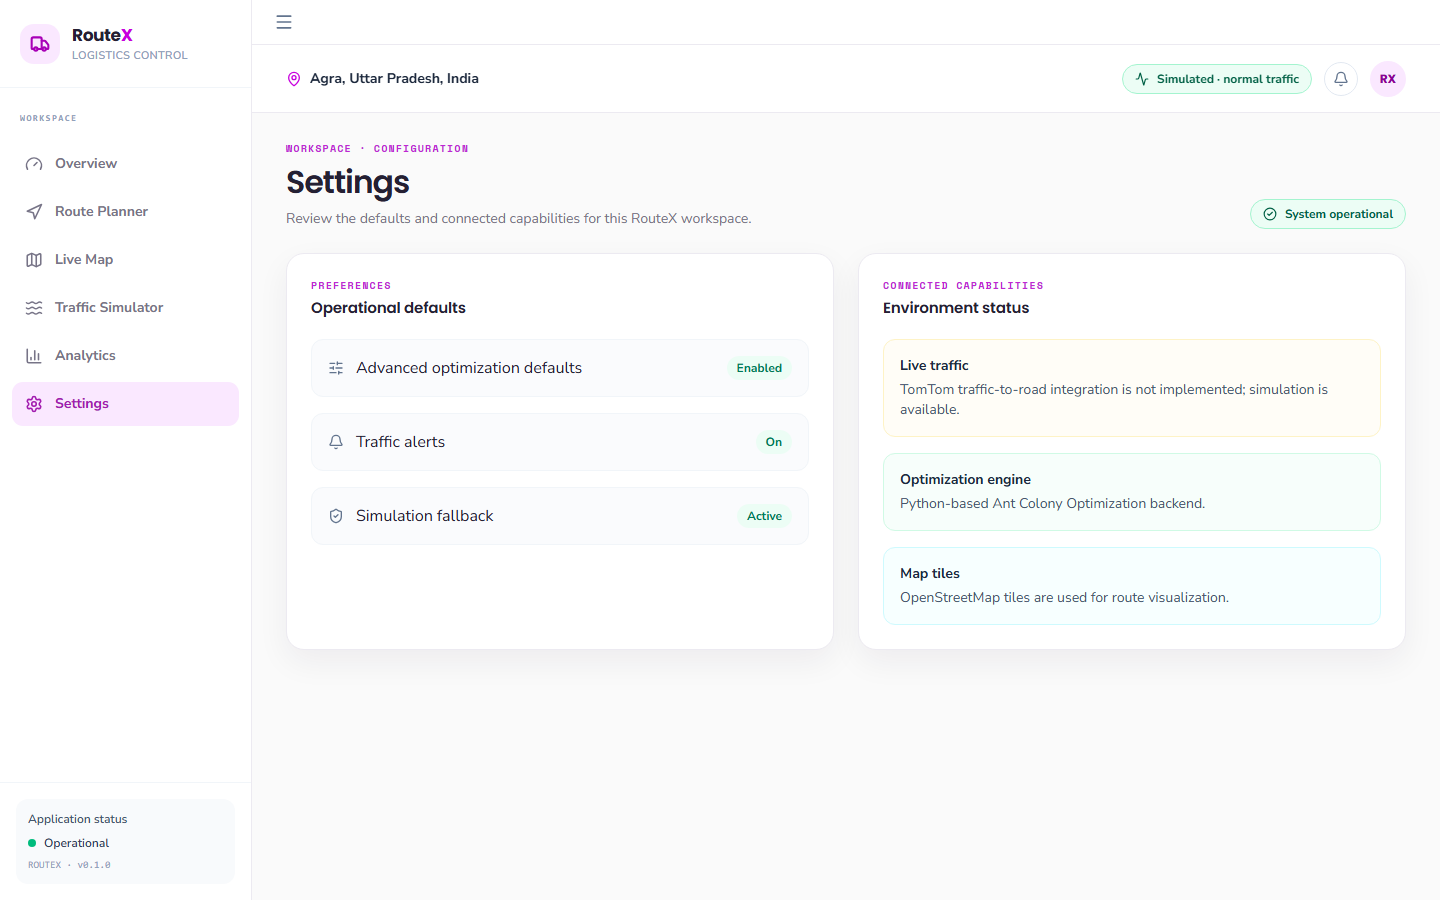 RouteX
LOGISTICS CONTROL
WORKSPACE
Overview
Route Planner
Live Map
Traffic Simulator
Analytics
Settings
Application status
Operational
ROUTEX · v0.1.0
Agra, Uttar Pradesh, India
Simulated · normal traffic
RX
WORKSPACE · CONFIGURATION
Settings
Review the defaults and connected capabilities for this RouteX workspace.
System operational
PREFERENCES
Operational defaults
Advanced optimization defaults
Enabled
Traffic alerts
On
Simulation fallback
Active
CONNECTED CAPABILITIES
Environment status
Live traffic
TomTom traffic-to-road integration is not implemented; simulation is
available.
Optimization engine
Python-based Ant Colony Optimization backend.
Map tiles
OpenStreetMap tiles are used for route visualization.